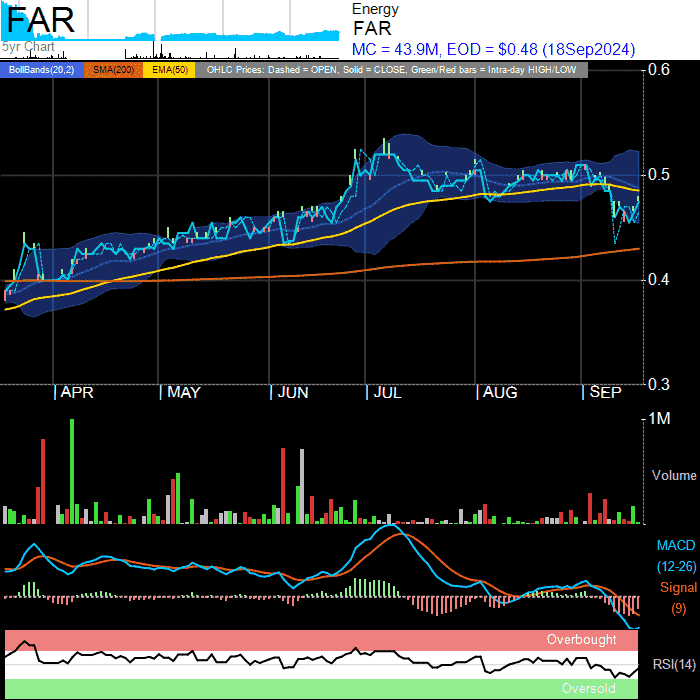 FAR
5yr Chart
Energy
FAR
MC = 43.9M, EOD = $0.48 (18Sep2024)
BollBands(20,2) SMA(200) EMA(50) OHLC Prices: Dashed = OPEN, Solid = CLOSE, Green/Red bars = Intra-day HIGH/LOW
0.6
0.5
0.4
0.3
APR MAY JUN JUL AUG SEP
1M
Volume
MACD
(12-26)
Signal
(9)
Overbought
RSI(14)
Oversold